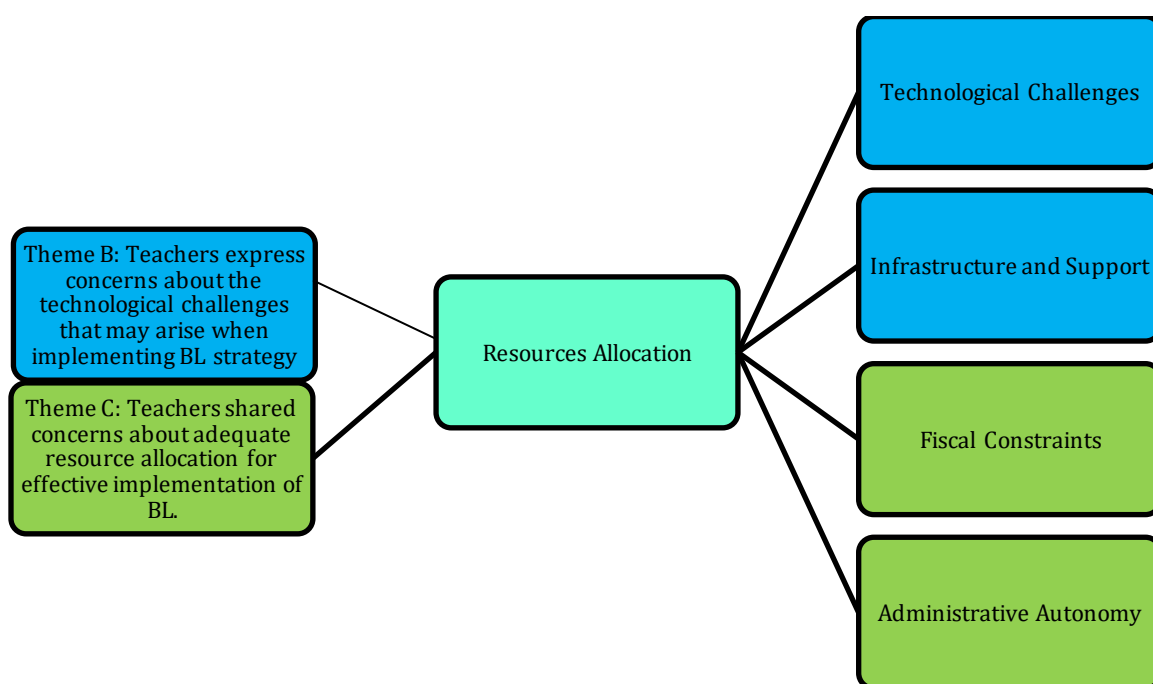 Theme B: Teachers express
concerns about the
technological challenges
that may arise when
implementing BL strategy
Theme C: Teachers shared
concerns about adequate
resource allocation for
effective implementation of
BL.
Resources Allocation
Technological Challenges
Infrastructure and Support
Fiscal Constraints
Administrative Autonomy